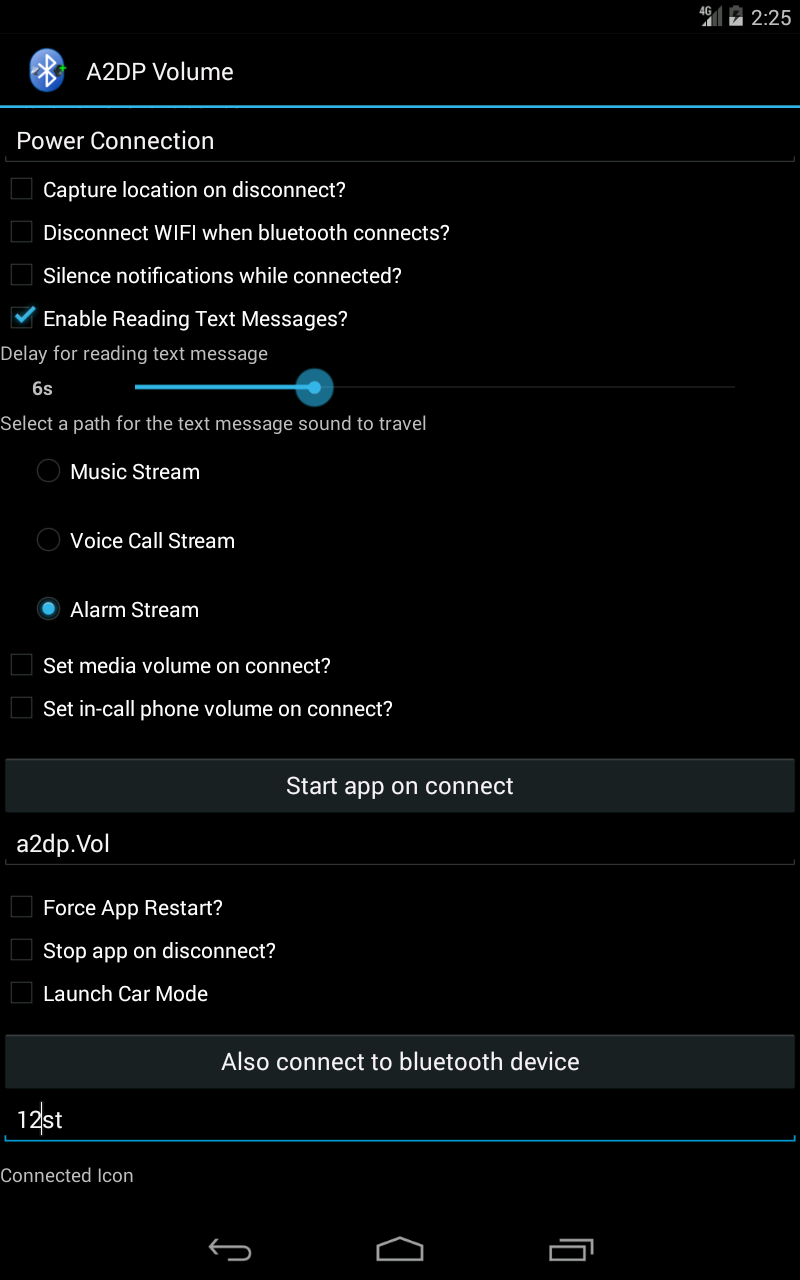 4G 2:25
A2DP Volume
Power Connection
Capture location on disconnect?
Disconnect WIFI when bluetooth connects?
Silence notifications while connected?
Enable Reading Text Messages?
Delay for reading text message
6s
Select a path for the text message sound to travel
Music Stream
Voice Call Stream
Alarm Stream
Set media volume on connect?
Set in-call phone volume on connect?
Start app on connect
a2dp.Vol
Force App Restart?
Stop app on disconnect?
Launch Car Mode
Also connect to bluetooth device
12st
Connected Icon